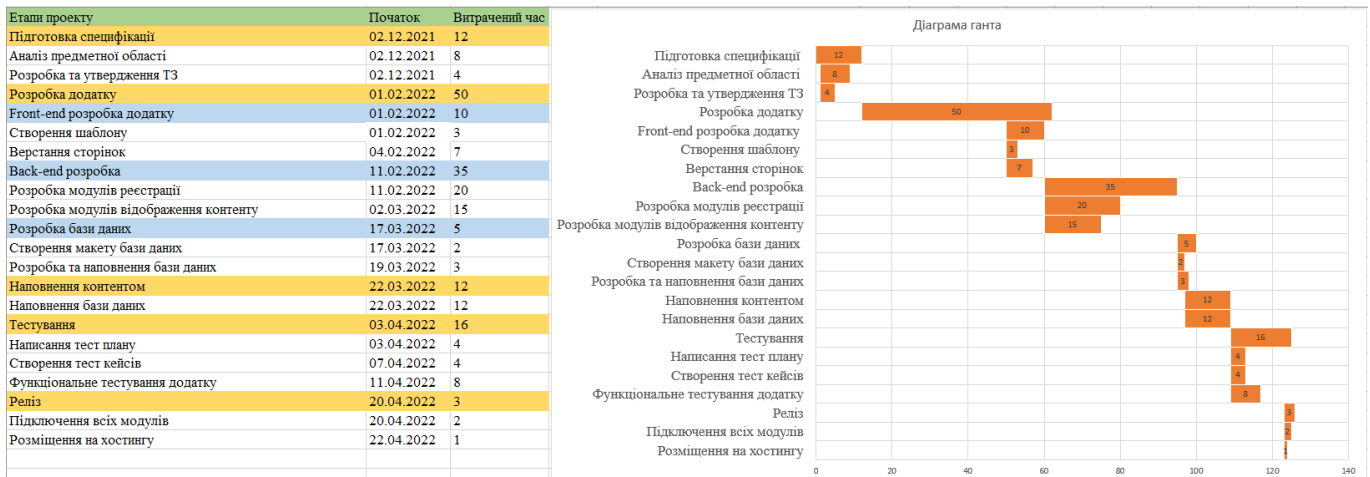 Етапи проекту Початок Витрачений час
Підготовка специфікації 02.12.2021 12
Аналіз предметної області 02.12.2021 8
Розробка та утвердження ТЗ 02.12.2021 4
Розробка додатку 01.02.2022 50
Front-end розробка додатку 01.02.2022 10
Створення шаблону 01.02.2022 3
Верстання сторінок 04.02.2022 7
Back-end розробка 11.02.2022 35
Розробка модулів реєстрації 11.02.2022 20
Розробка модулів відображення контенту 02.03.2022 15
Розробка бази даних 17.03.2022 5
Створення макету бази даних 17.03.2022 2
Розробка та наповнення бази даних 19.03.2022 3
Наповнення контентом 22.03.2022 12
Наповнення бази даних 22.03.2022 12
Тестування 03.04.2022 16
Написання тест плану 03.04.2022 4
Створення тест кейсів 07.04.2022 4
Функціональне тестування додатку 11.04.2022 8
Реліз 20.04.2022 3
Підключення всіх модулів 20.04.2022 2
Розміщення на хостингу 22.04.2022 1
Діаграма ганта
Підготовка специфікації 12
Аналіз предметної області 8
Розробка та утвердження ТЗ 4
Розробка додатку 50
Front-end розробка додатку 10
Створення шаблону 3
Верстання сторінок 7
Back-end розробка 35
Розробка модулів реєстрації 20
Розробка модулів відображення контенту 15
Розробка бази даних 5
Створення макету бази даних 2
Розробка та наповнення бази даних 3
Наповнення контентом 12
Наповнення бази даних 12
Тестування 16
Написання тест плану 4
Створення тест кейсів 4
Функціональне тестування додатку 8
Реліз 3
Підключення всіх модулів 2
Розміщення на хостингу 1
0 20 40 60 80 100 120 140